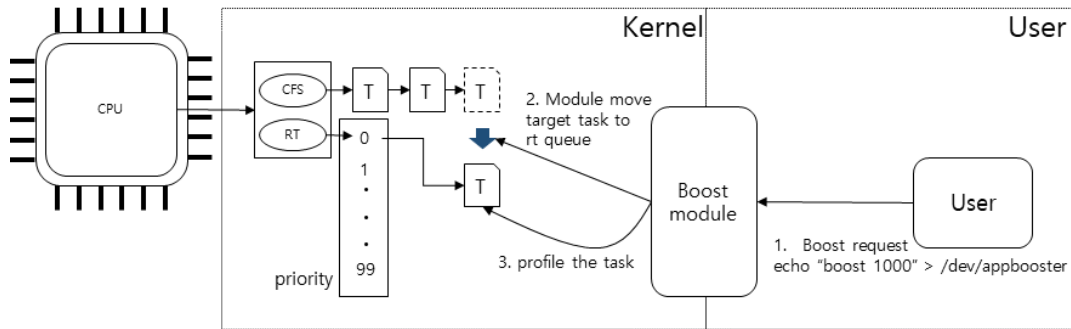 Kernel
User
CPU
CFS
T
T
T
RT
0
1
.
.
.
.
99
priority
T
2. Module move
target task to
rt queue
3. profile the task
Boost
module
User
1. Boost request
echo “boost 1000” > /dev/appbooster